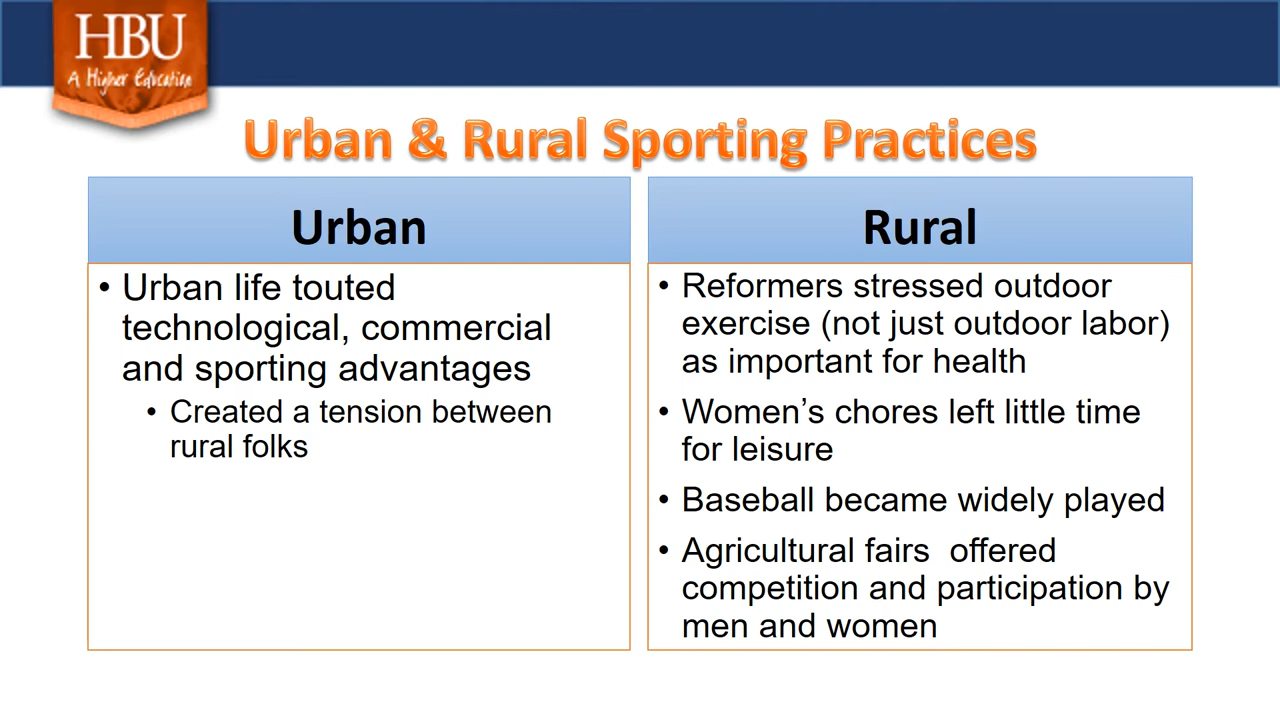 HBU
A Higher Education
Urban & Rural Sporting Practices
Urban
• Urban life touted
technological, commercial
and sporting advantages
• Created a tension between
rural folks
Rural
• Reformers stressed outdoor
exercise (not just outdoor labor)
as important for health
• Women’s chores left little time
for leisure
• Baseball became widely played
• Agricultural fairs  offered
competition and participation by
men and women